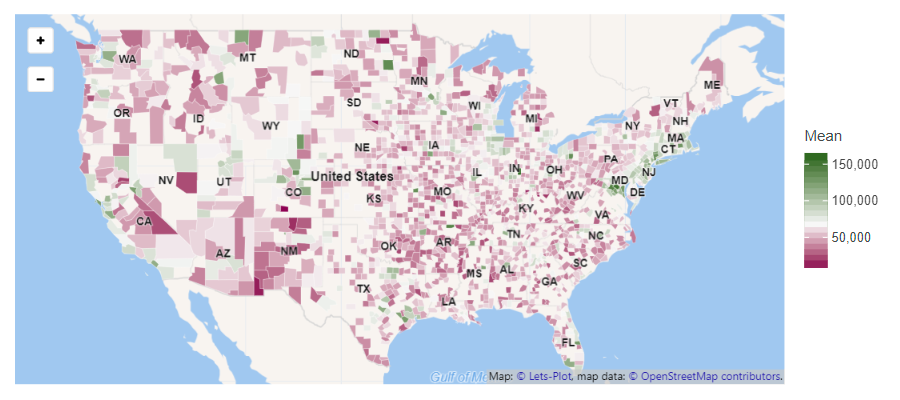 +
−
WA
MT
ND
MN
ME
OR
ID
SD
WI
MI
VT
NH
NY
MA
CT
WY
NE
IA
PA
NJ
NV
UT
CO
United States
IL
IN
OH
MD
DE
KS
MO
WV
KY
VA
CA
AZ
NM
OK
AR
TN
NC
SC
TX
MS
AL
GA
LA
FL
Gulf of Me
Map: © Lets-Plot, map data: © OpenStreetMap contributors.
Mean
150,000
100,000
50,000